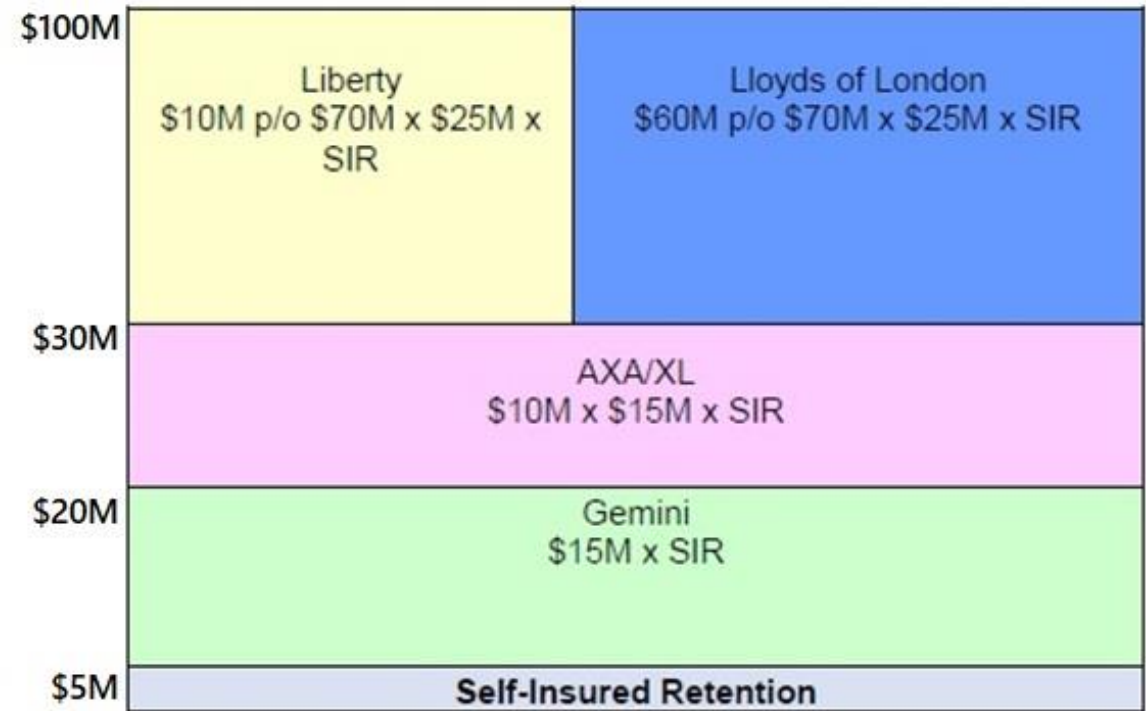 $100M
Liberty
$10M p/o $70M x $25M x
SIR
Lloyds of London
$60M p/o $70M x $25M x SIR
$30M
AXA/XL
$10M x $15M x SIR
$20M
Gemini
$15M x SIR
$5M
Self-Insured Retention